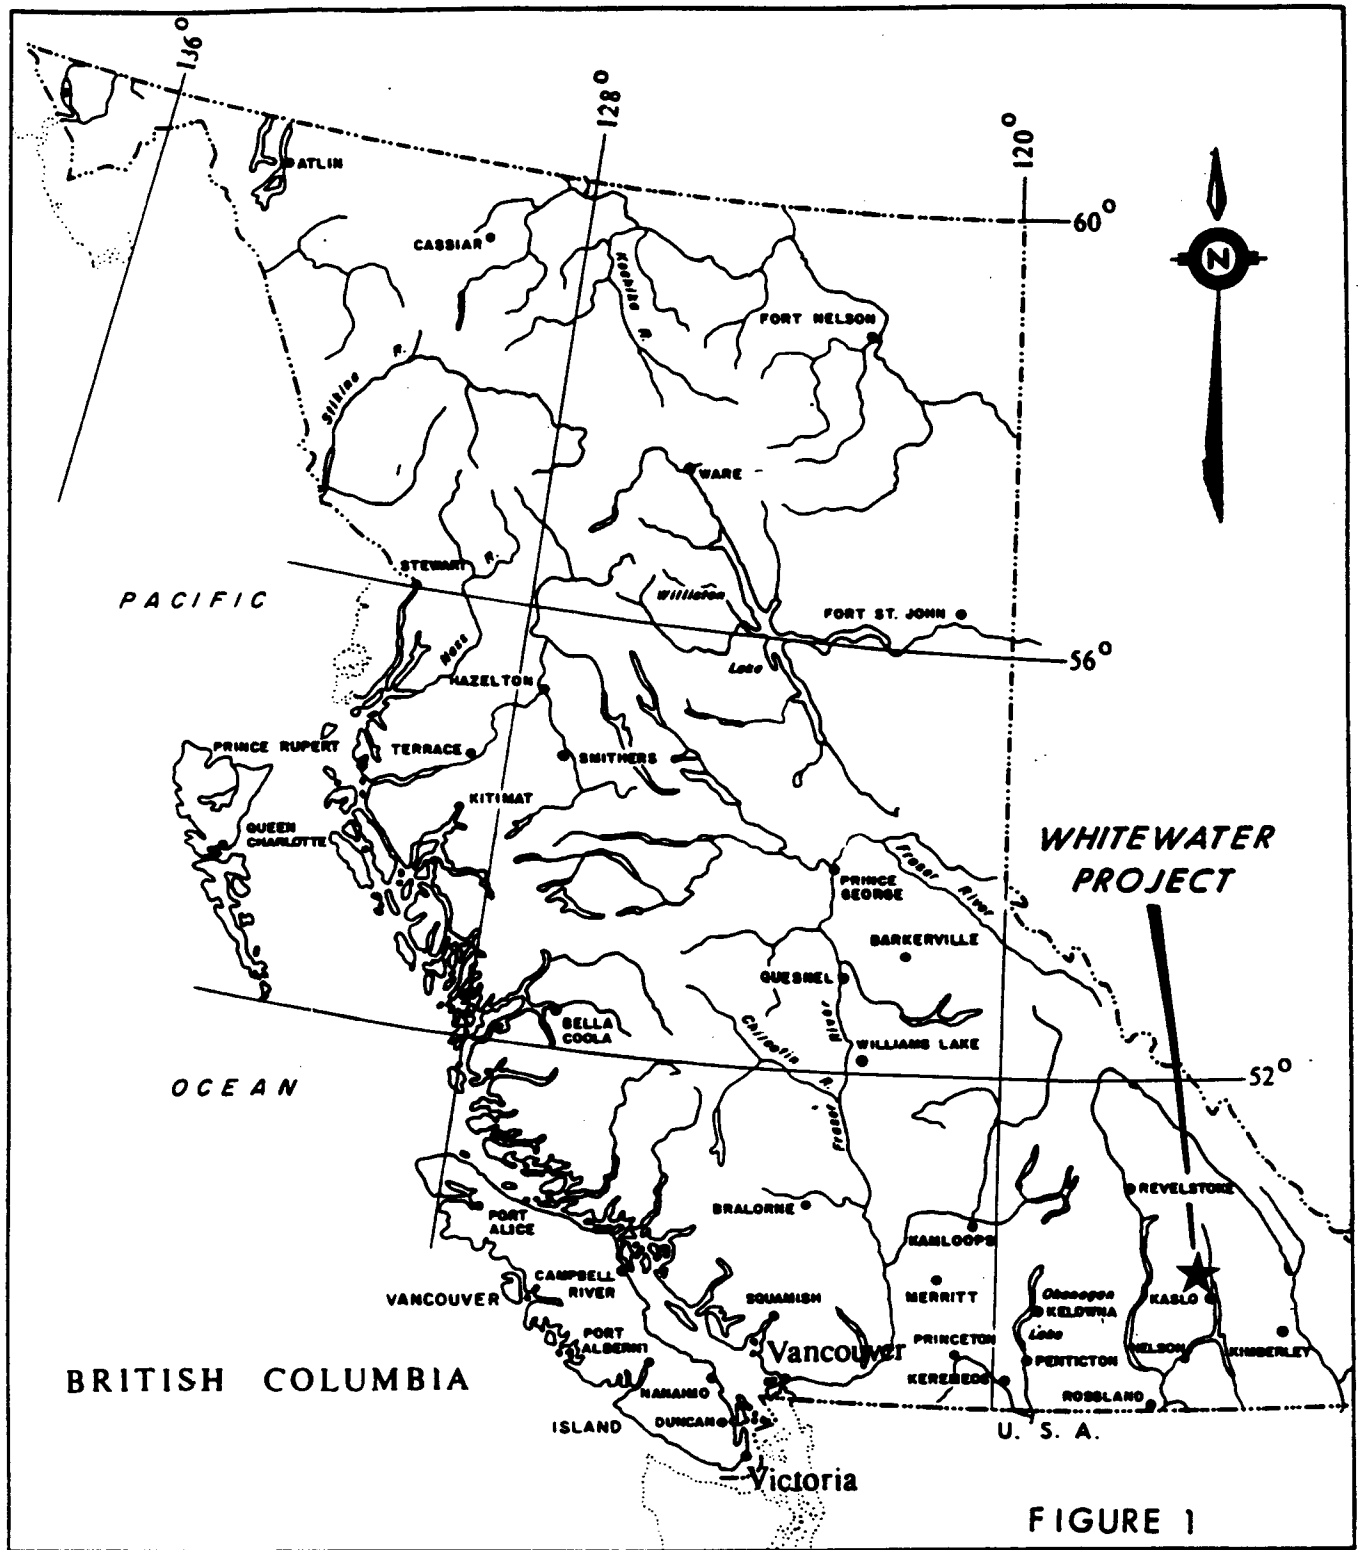 136°
128°
120°
60°
ATLIN
CASSIAR
Kechika R.
N
FORT NELSON
Stikine R.
WARE
STEWART
R.
PACIFIC
Williston
FORT ST. JOHN
56°
Nass
Lake
HAZELTON
PRINCE RUPERT
TERRACE
SMITHERS
KITIMAT
QUEEN
CHARLOTTE
WHITEWATER
PROJECT
Fraser River
PRINCE
GEORGE
BARKERVILLE
QUESNEL
River
BELLA
COOLA
Chilcotin R.
WILLIAMS LAKE
52°
OCEAN
Fraser
REVELSTOKE
PORT
ALICE
BRALORNE
KAMLOOPS
CAMPBELL
RIVER
VANCOUVER
MERRITT
Okanagan
KASLO
SQUAMISH
KELOWNA
PORT
ALBERNI
Vancouver
PRINCETON
Lake
NELSON
KIMBERLEY
PENTICTON
BRITISH COLUMBIA
KEREMEOS
NANAIMO
ROSSLAND
ISLAND
DUNCAN
U. S. A.
Victoria
FIGURE 1